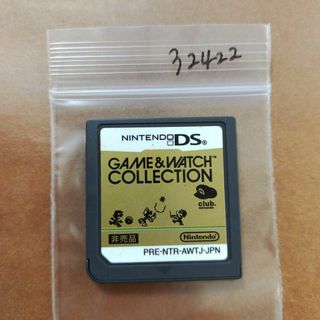 32422
NINTENDO DS
GAME & WATCH
COLLECTION
club.
非売品
Nintendo
PRE-NTR-AWTJ-JPN